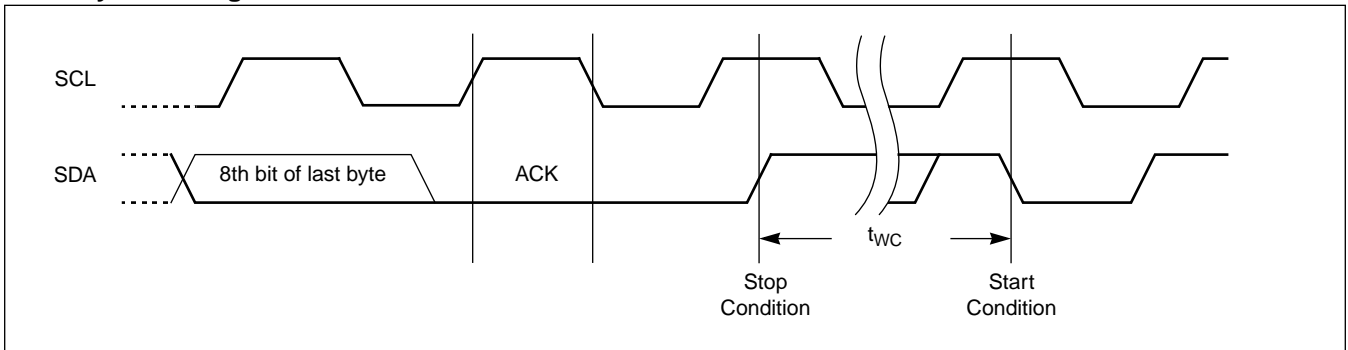 SCL
SDA
8th bit of last byte
ACK
tWC
Stop
Condition
Start
Condition